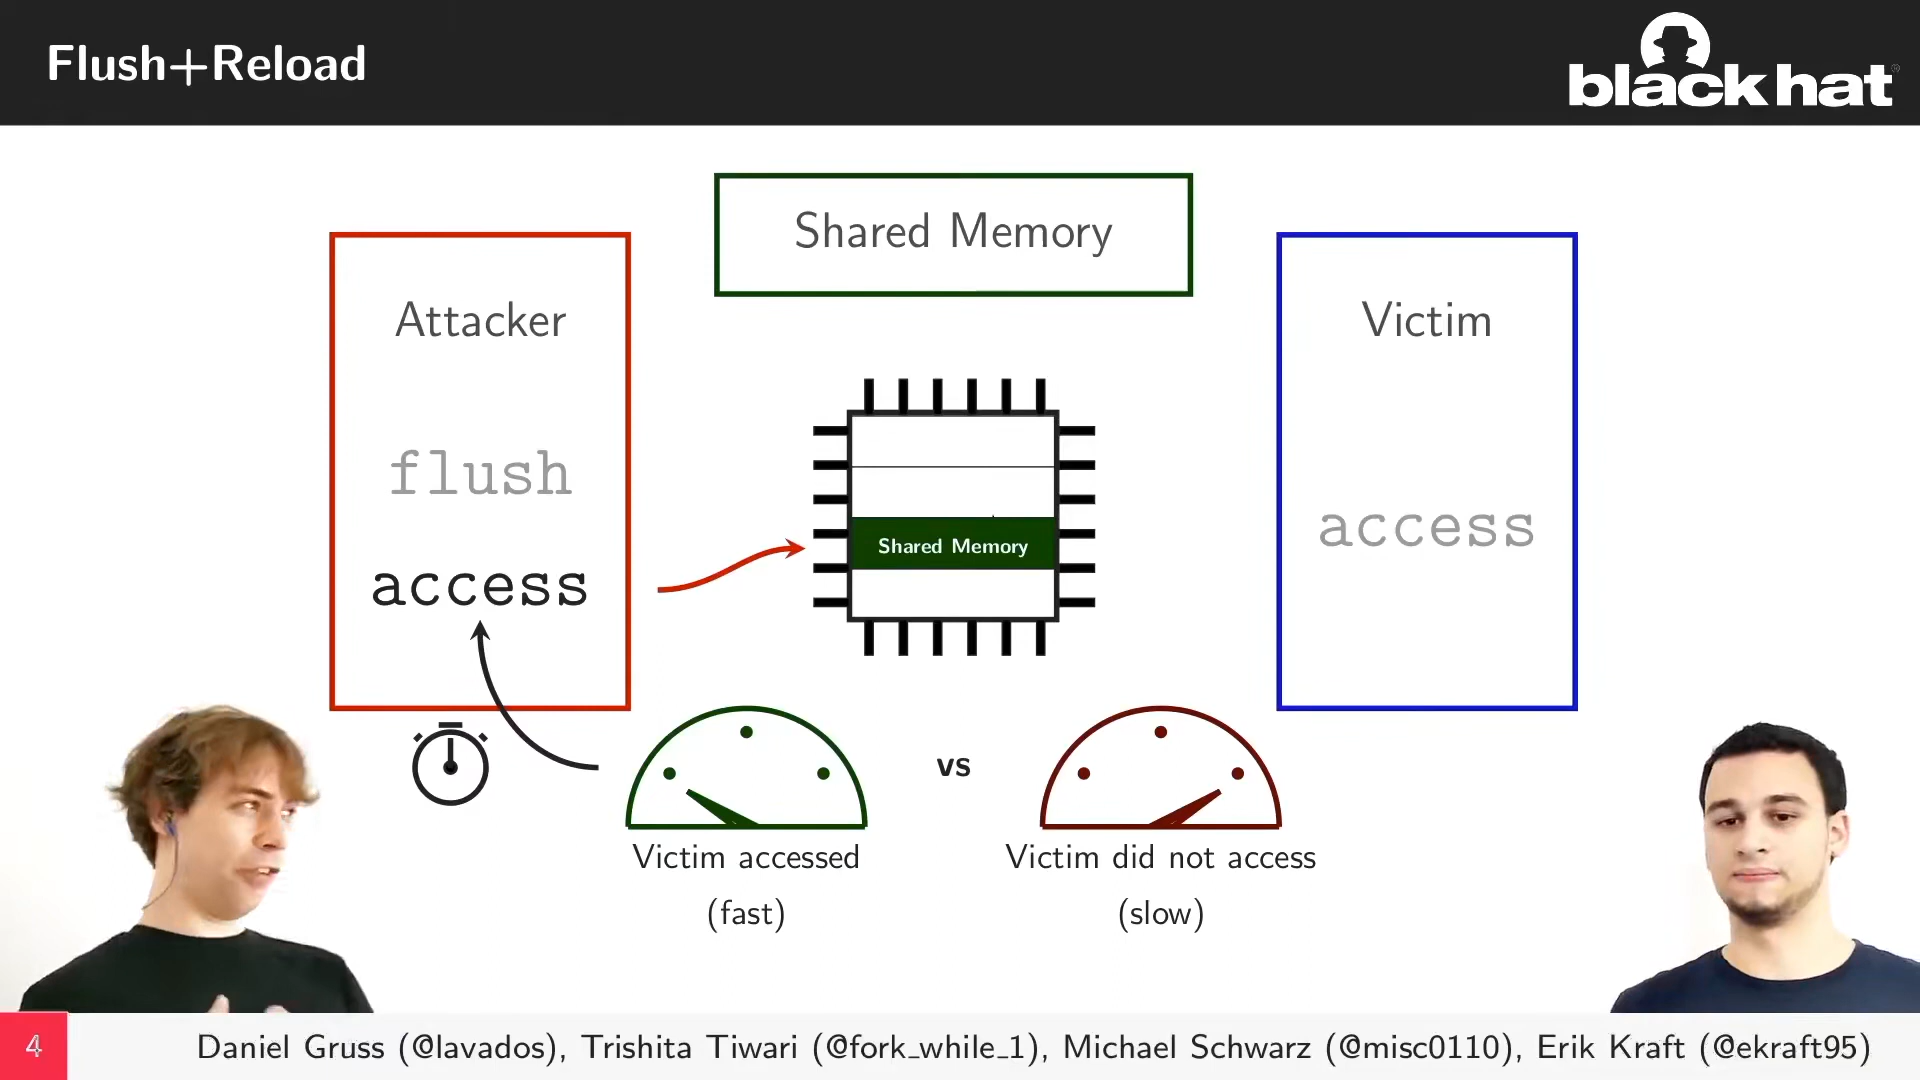 Flush+Reload
black hat
Shared Memory
Attacker
Victim
flush
access
access
Shared Memory
vs
Victim accessed
(fast)
Victim did not access
(slow)
4
Daniel Gruss (@lavados), Trishita Tiwari (@fork_while_1), Michael Schwarz (@misc0110), Erik Kraft (@ekraft95)